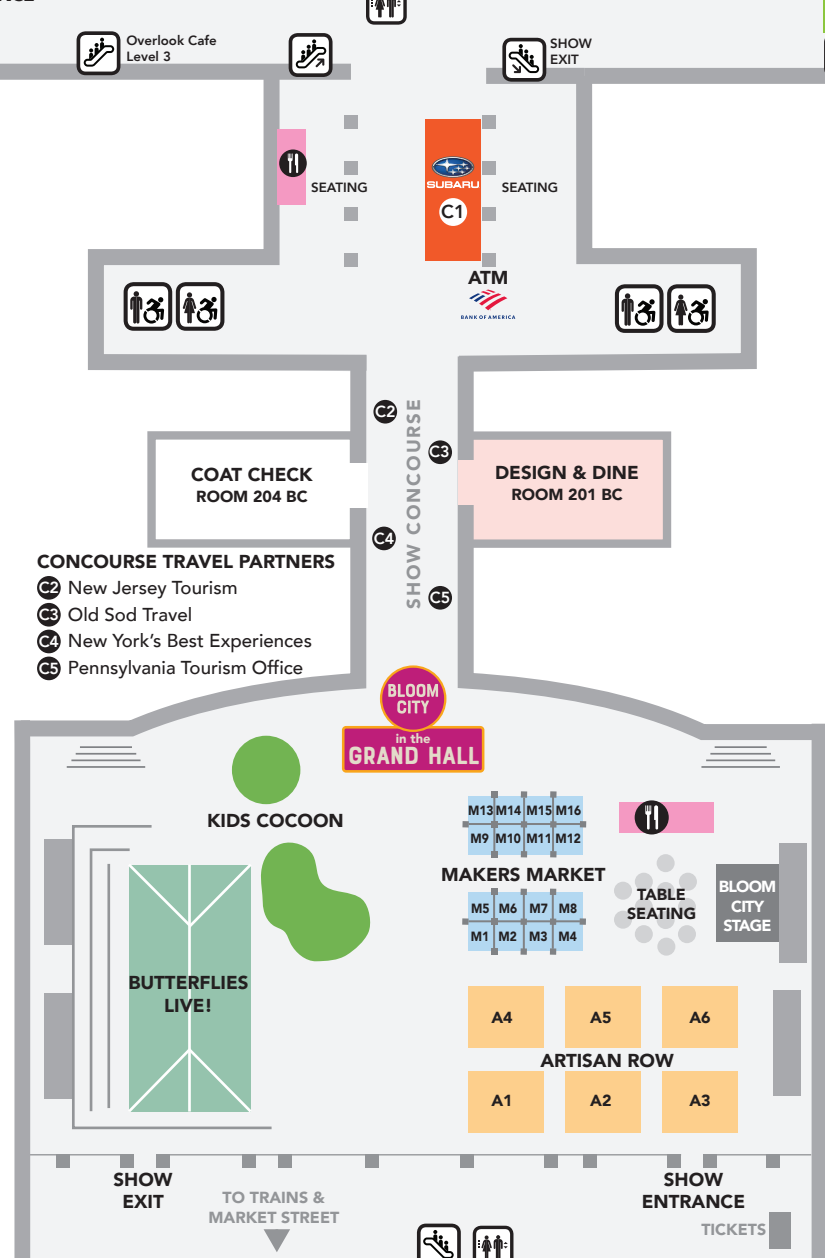 Overlook Cafe
Level 3
SHOW
EXIT
SEATING
SUBARU
C1
SEATING
ATM
BANK OF AMERICA
C2
SHOW CONCOURSE
C3
COAT CHECK
ROOM 204 BC
DESIGN & DINE
ROOM 201 BC
C4
C5
CONCOURSE TRAVEL PARTNERS
C2 New Jersey Tourism
C3 Old Sod Travel
C4 New York's Best Experiences
C5 Pennsylvania Tourism Office
BLOOM
CITY
in the
GRAND HALL
KIDS COCOON
M13 M14 M15 M16
M9 M10 M11 M12
MAKERS MARKET
M5 M6 M7 M8
M1 M2 M3 M4
TABLE
SEATING
BLOOM
CITY
STAGE
BUTTERFLIES
LIVE!
A4 A5 A6
ARTISAN ROW
A1 A2 A3
SHOW
EXIT
TO TRAINS &
MARKET STREET
SHOW
ENTRANCE
TICKETS